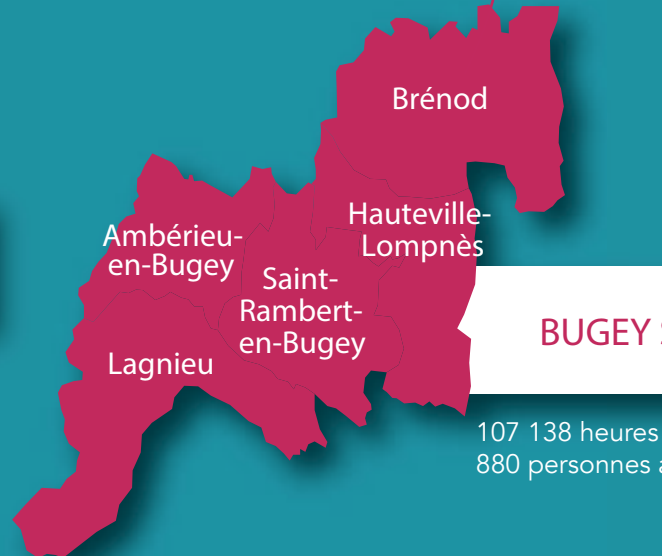 Brénod
Hauteville-
Lompnès
Ambérieu-
en-Bugey
Saint-
Rambert-
en-Bugey
Lagnieu
BUGEY
107 138 heures
880 personnes